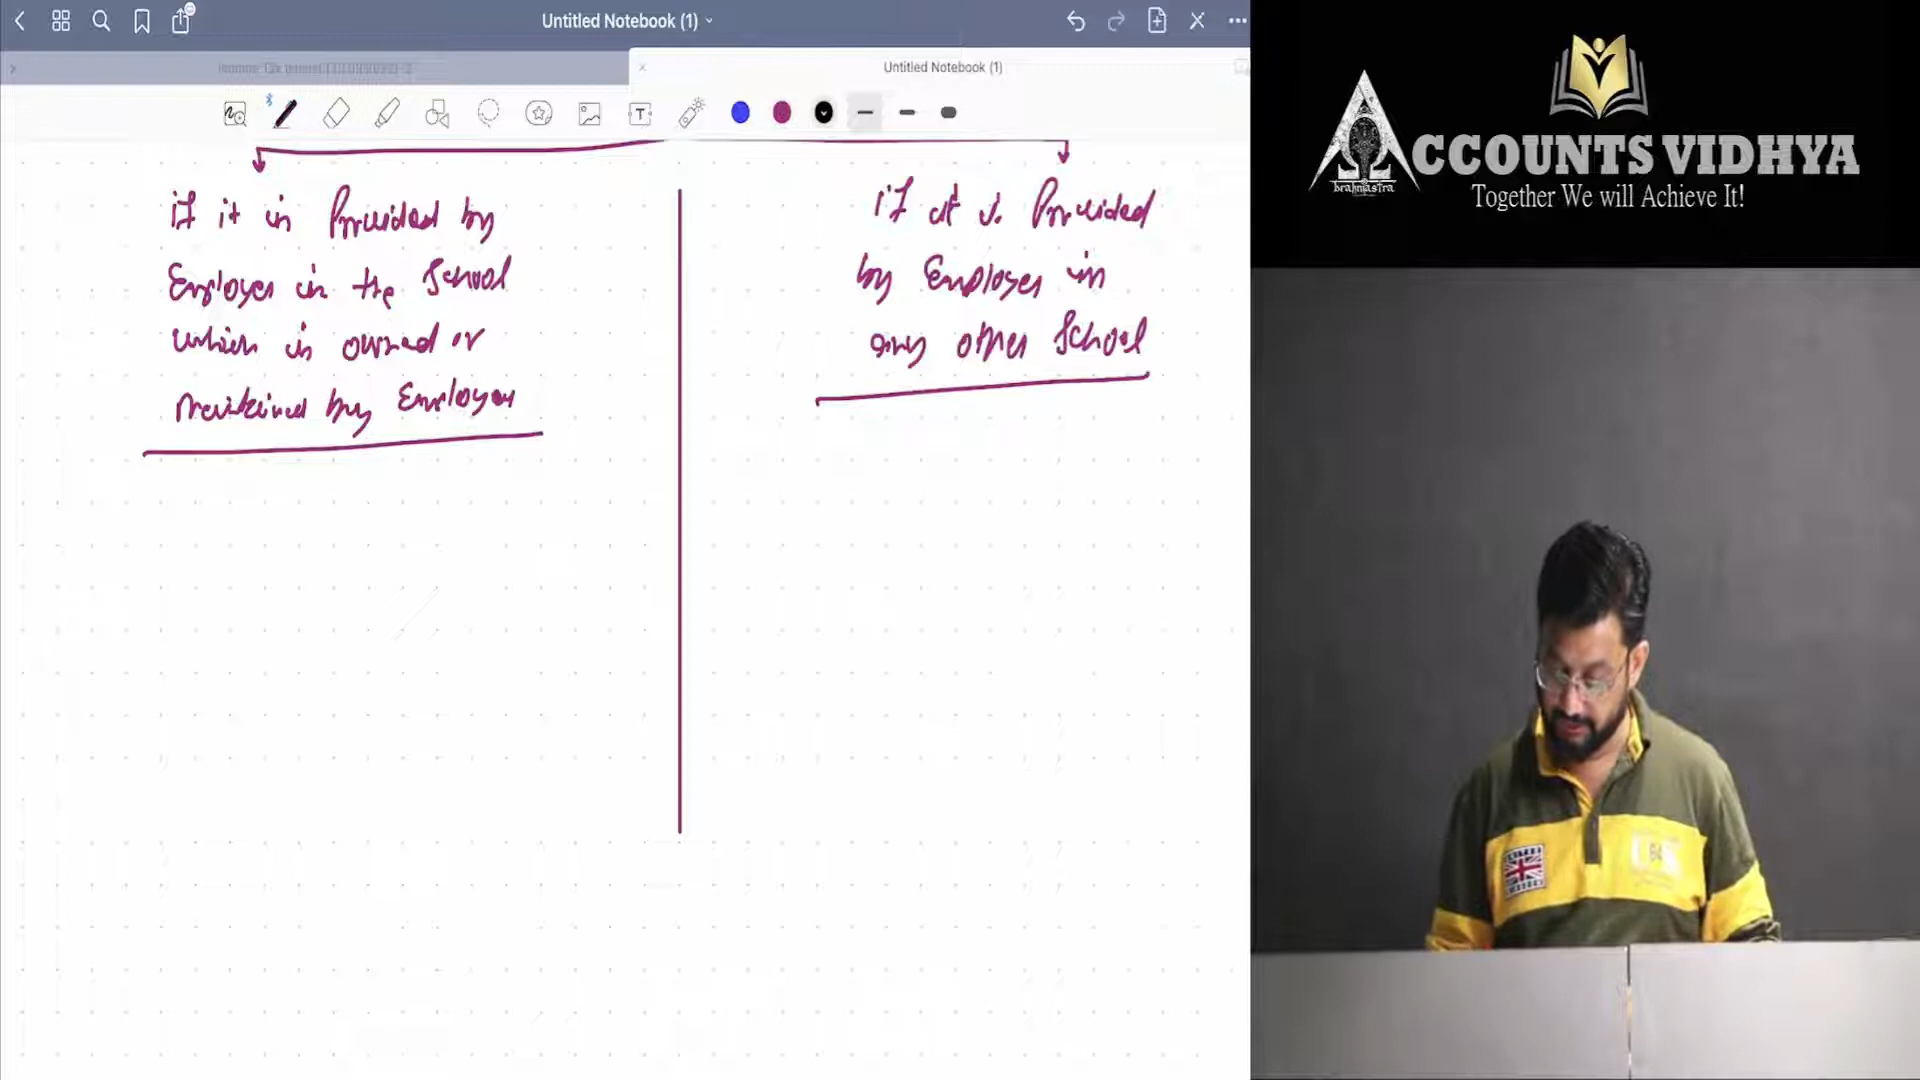 Untitled Notebook (1)
Untitled Notebook (1)
T
if it is Provided by
Employer in the School
which is owned or
maintained by Employer
if it is Provided
by Employer in
any other School
brahmastra
ACCOUNTS VIDHYA
Together We will Achieve It!